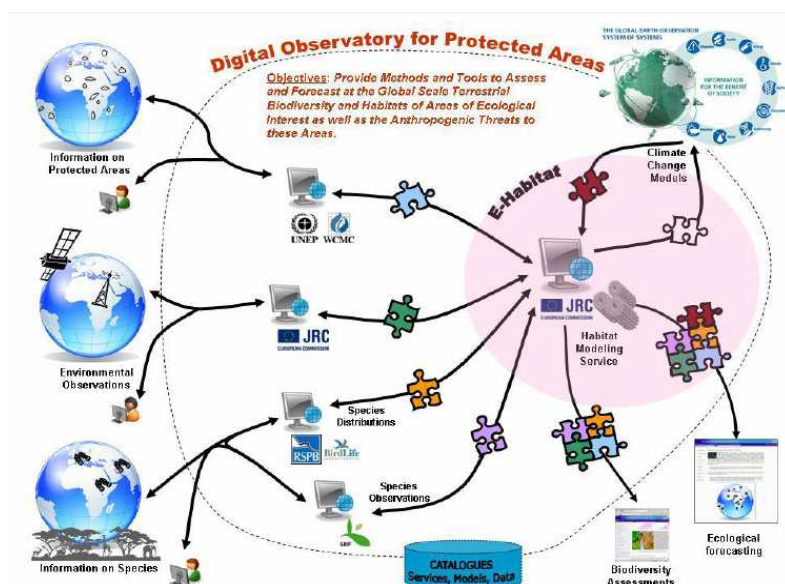 Digital Observatory for Protected Areas
THE GLOBAL EARTH OBSERVATION
SYSTEM OF SYSTEMS
INFORMATION
FOR THE BENEFIT
OF SOCIETY
Objectives: Provide Methods and Tools to Assess
and Forecast at the Global Scale Terrestrial
Biodiversity and Habitats of Areas of Ecological
Interest as well as the Anthropogenic Threats to
these Areas.
Information on
Protected Areas
Climate
Change
Models
E-Habitat
UNEP WCMC
JRC
EUROPEAN COMMISSION
JRC
EUROPEAN COMMISSION
Habitat
Modeling
Service
Environmental
Observations
Species
Distributions
RSPB
BirdLife
Species
Observations
GBIF
Information on Species
CATALOGUES
Services, Models, Data
Biodiversity
Assessments
Ecological
forecasting